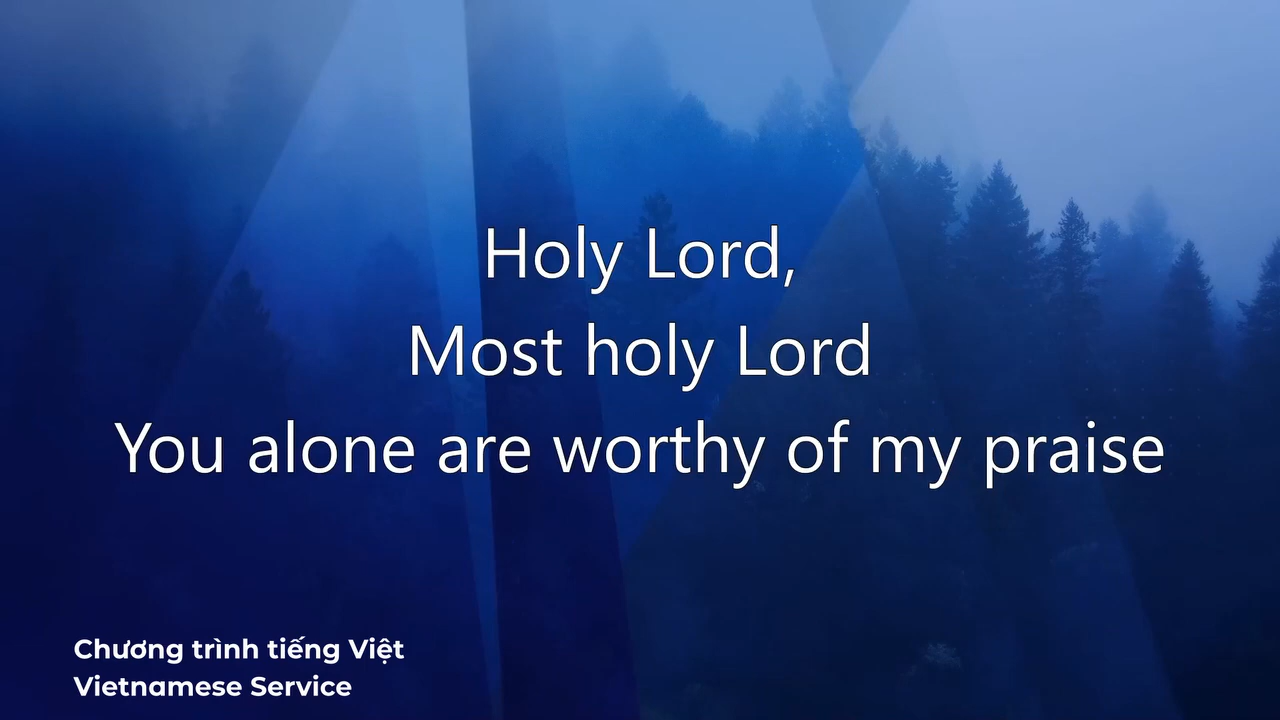 Holy Lord,
Most holy Lord
You alone are worthy of my praise
Chương trình tiếng Việt
Vietnamese Service